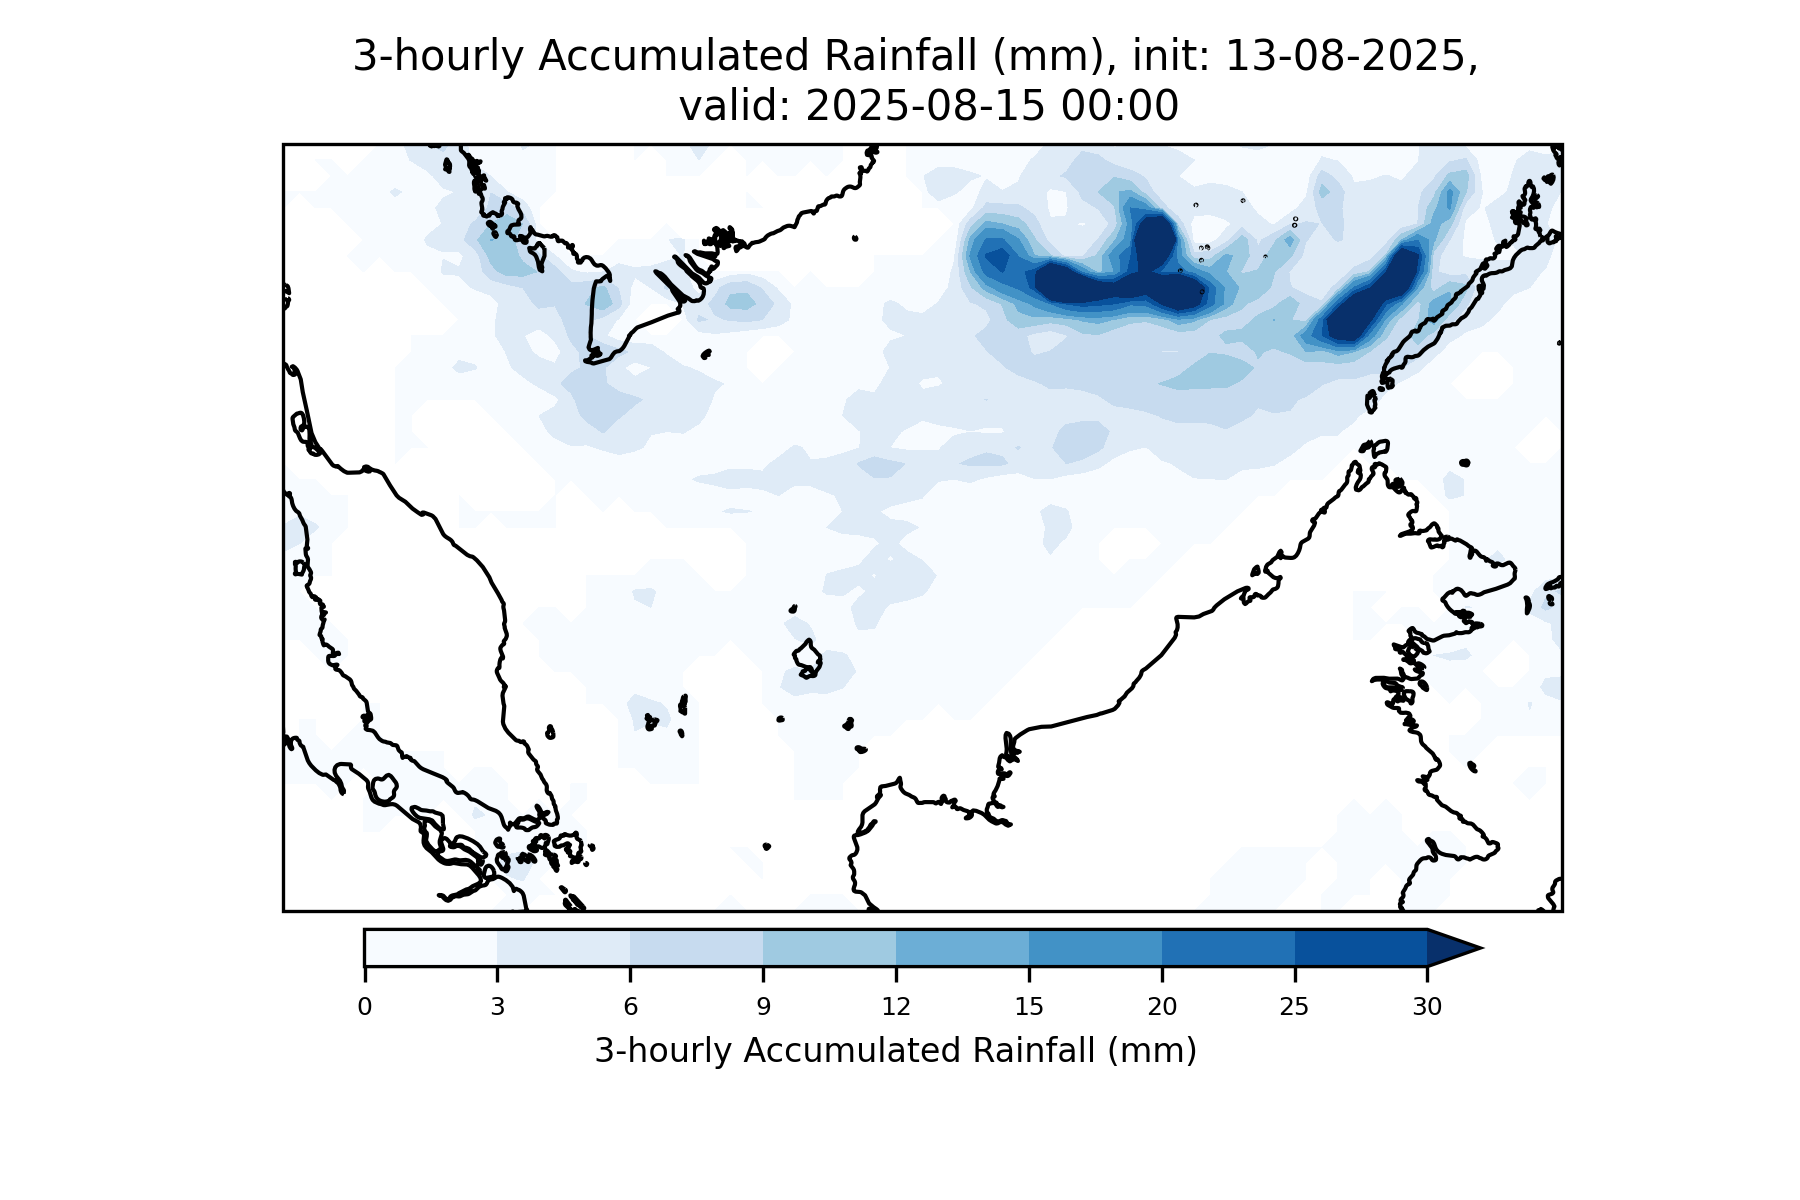 3-hourly Accumulated Rainfall (mm), init: 13-08-2025,
valid: 2025-08-15 00:00
0 3 6 9 12 15 20 25 30
3-hourly Accumulated Rainfall (mm)